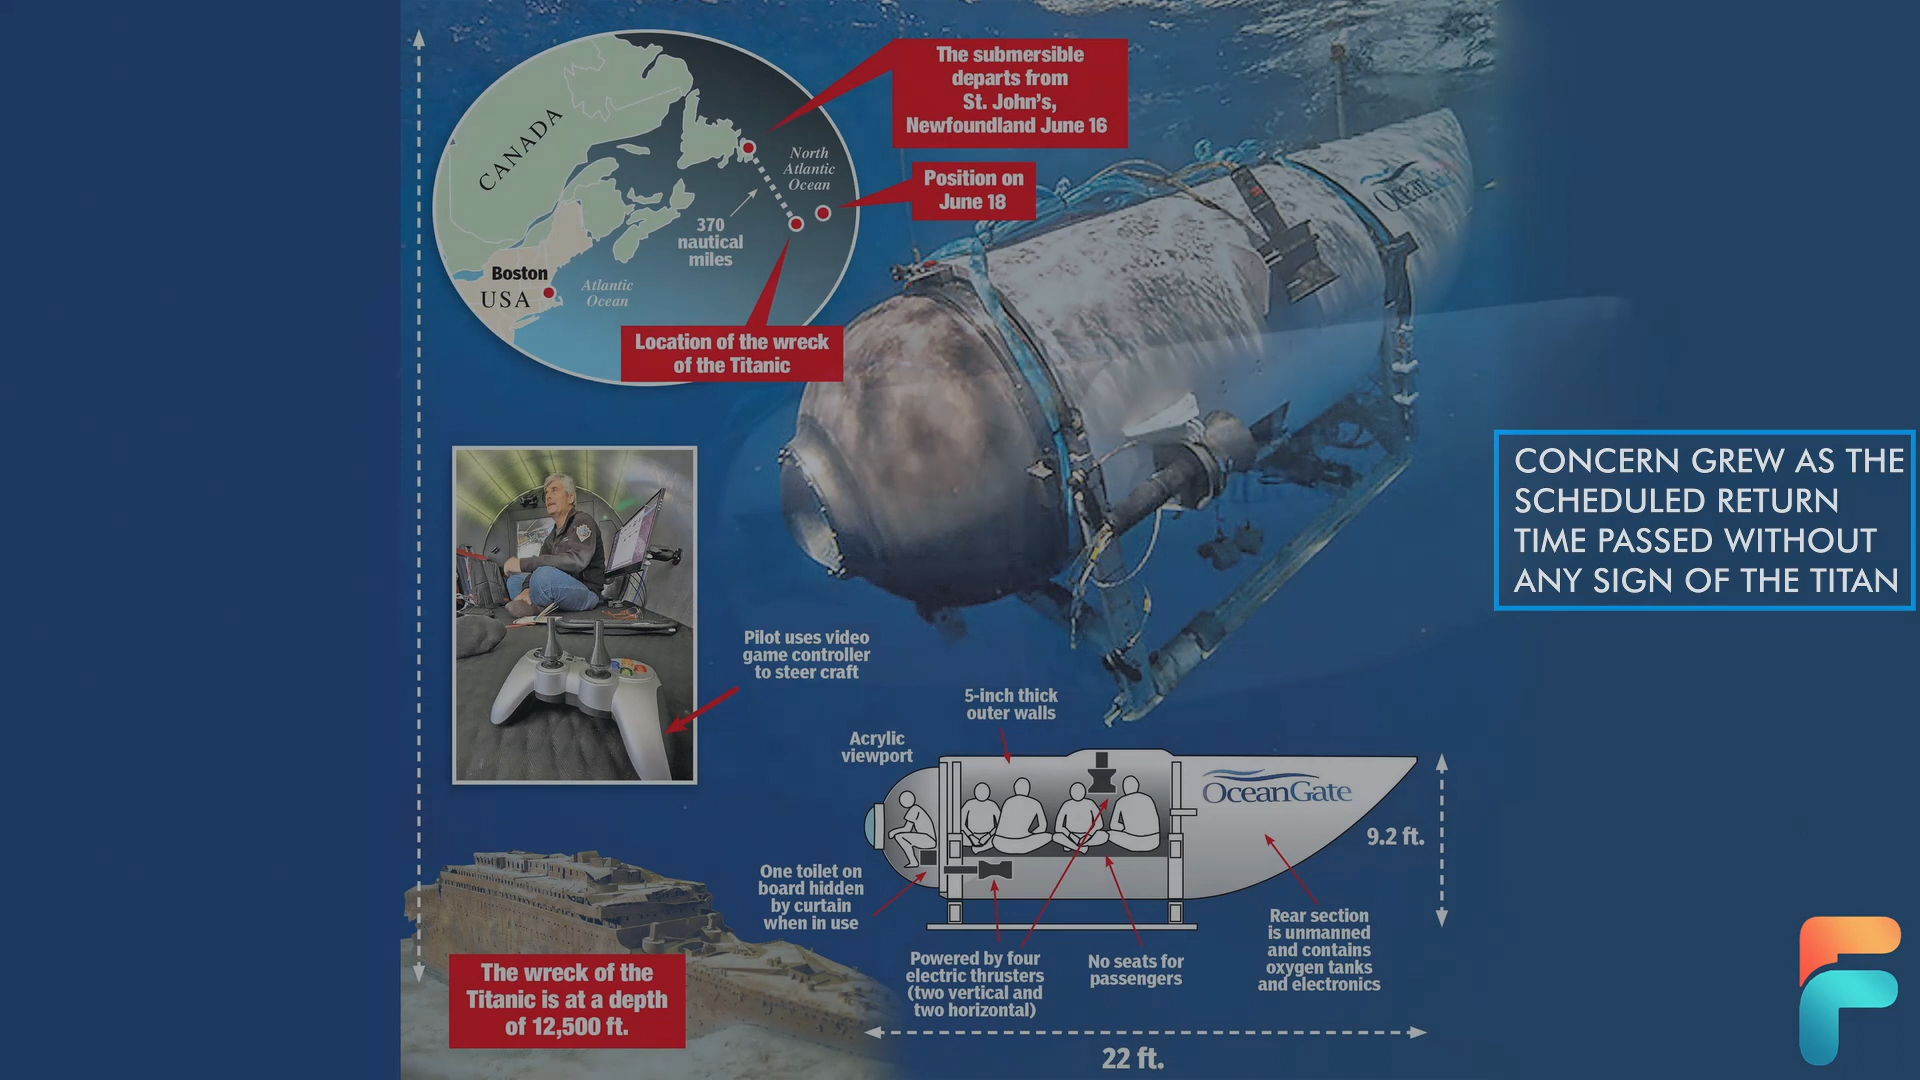 The submersible
departs from
St. John's,
Newfoundland June 16
CANADA
North
Atlantic
Ocean
Position on
June 18
370
nautical
miles
Boston
USA
Atlantic
Ocean
Location of the wreck
of the Titanic
CONCERN GREW AS THE
SCHEDULED RETURN
TIME PASSED WITHOUT
ANY SIGN OF THE TITAN
Pilot uses video
game controller
to steer craft
5-inch thick
outer walls
Acrylic
viewport
OceanGate
9.2 ft.
One toilet on
board hidden
by curtain
when in use
Powered by four
electric thrusters
(two vertical and
two horizontal)
No seats for
passengers
Rear section
is unmanned
and contains
oxygen tanks
and electronics
The wreck of the
Titanic is at a depth
of 12,500 ft.
22 ft.